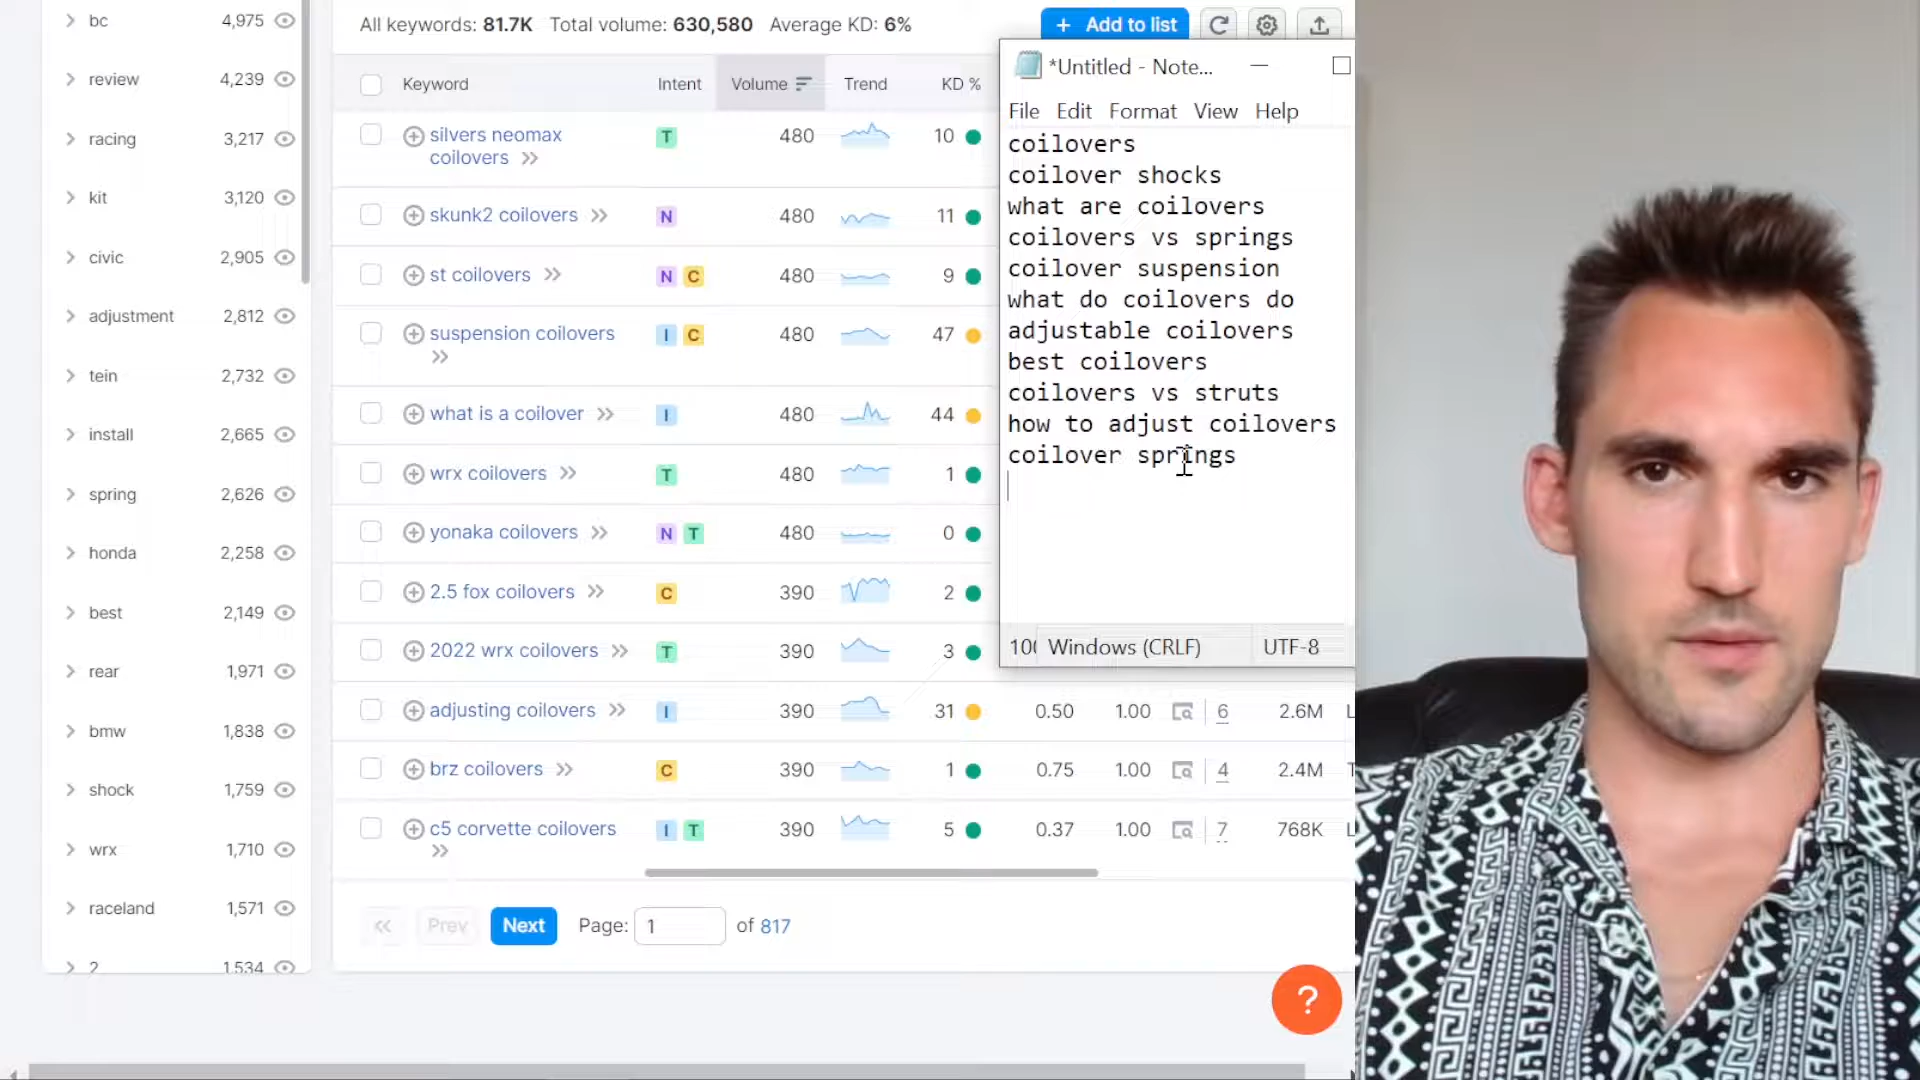 bc 4,975
review 4,239
racing 3,217
kit 3,120
civic 2,905
adjustment 2,812
tein 2,732
install 2,665
spring 2,626
honda 2,258
best 2,149
rear 1,971
bmw 1,838
shock 1,759
wrx 1,710
raceland 1,571
2 1,534
All keywords: 81.7K Total volume: 630,580 Average KD: 6%
+ Add to list
Keyword Intent Volume Trend KD %
silvers neomax
coilovers T 480 10
skunk2 coilovers N 480 11
st coilovers N C 480 9
suspension coilovers I C 480 47
what is a coilover I 480 44
wrx coilovers T 480 1
yonaka coilovers N T 480 0
2.5 fox coilovers C 390 2
2022 wrx coilovers T 390 3
adjusting coilovers I 390 31 0.50 1.00 6 2.6M
brz coilovers C 390 1 0.75 1.00 4 2.4M
c5 corvette coilovers I T 390 5 0.37 1.00 7 768K
Prev Next Page: 1 of 817
*Untitled - Note...
File Edit Format View Help
coilovers
coilover shocks
what are coilovers
coilovers vs springs
coilover suspension
what do coilovers do
adjustable coilovers
best coilovers
coilovers vs struts
how to adjust coilovers
coilover springs
Windows (CRLF) UTF-8
?